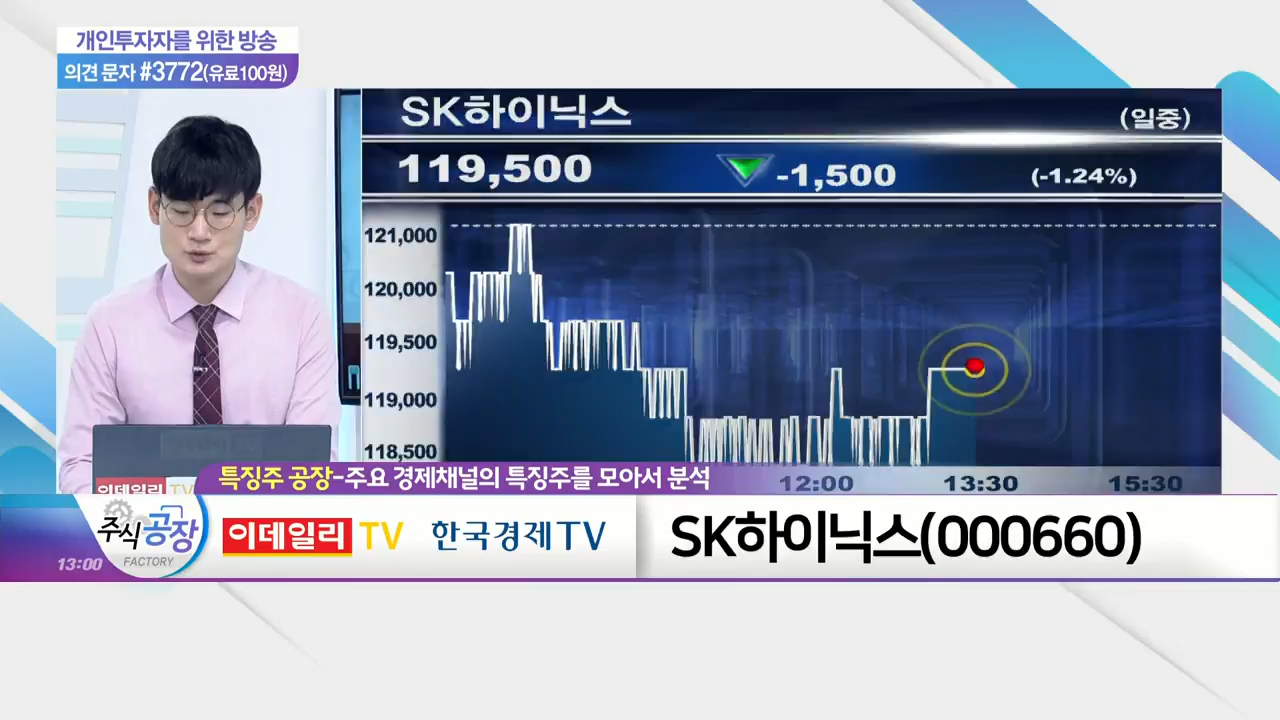 개인투자자를 위한 방송
의견 문자 #3772(유료100원)
SK하이닉스
(일중)
119,500
-1,500
(-1.24%)
121,000
120,000
119,500
119,000
118,500
12:00
13:30
15:30
이데일리TV
특징주 공장-주요 경제채널의 특징주를 모아서 분석
주식공장
FACTORY
13:00
이데일리 TV
한국경제TV
SK하이닉스(000660)